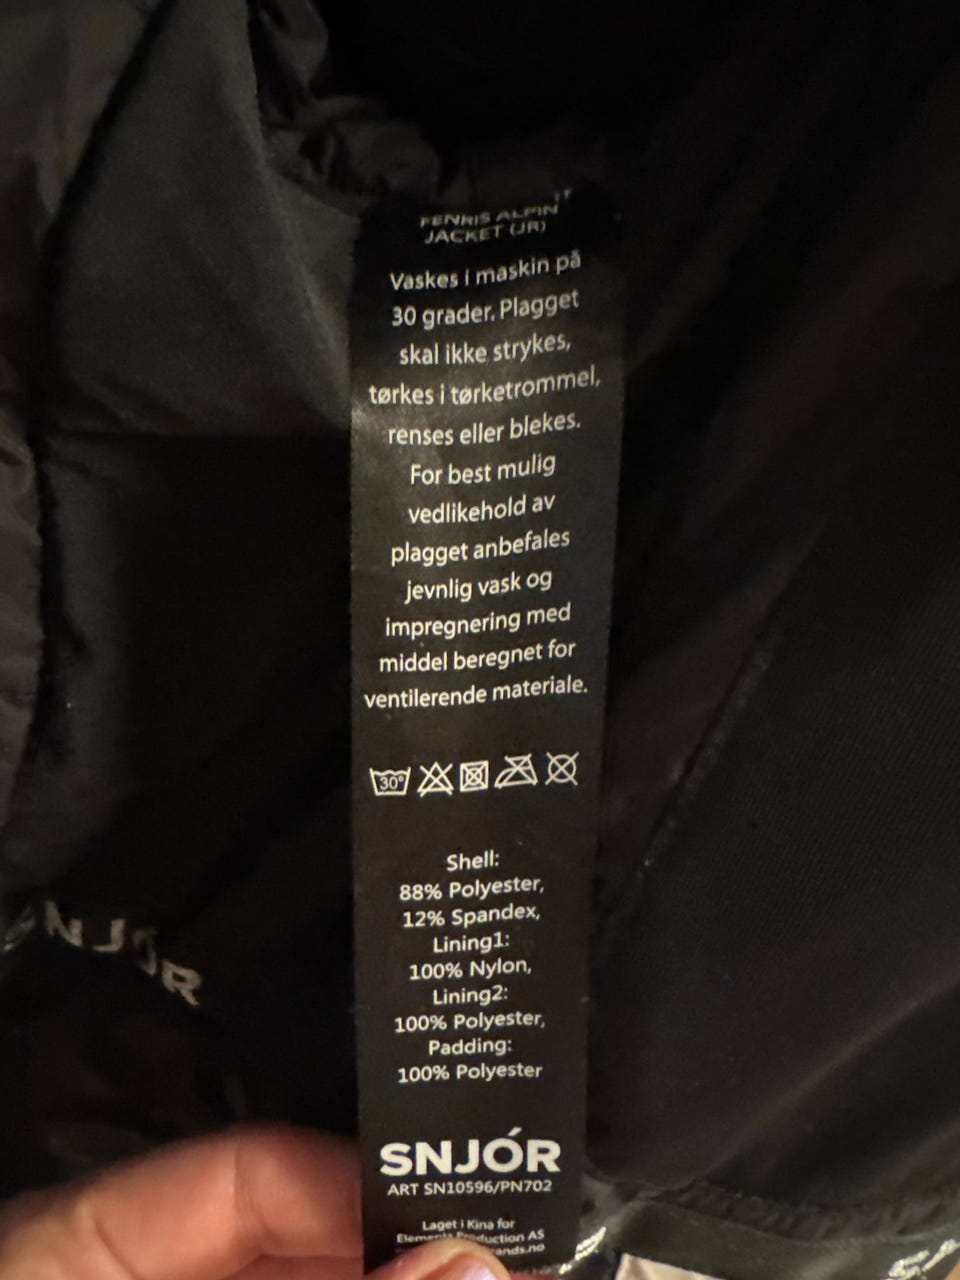 FENRIS ALPIN
JACKET (JR)
Vaskes i maskin på
30 grader. Plagget
skal ikke strykes,
tørkes i tørketrommel,
renses eller blekes.
For best mulig
vedlikehold av
plagget anbefales
jevnlig vask og
impregnering med
middel beregnet for
ventilerende materiale.
30°
Shell:
88% Polyester,
12% Spandex,
Lining1:
100% Nylon,
Lining2:
100% Polyester,
Padding:
100% Polyester
SNJÓR
ART SN10596/PN702
Laget i Kina for
Elements Production AS
SNJÓR